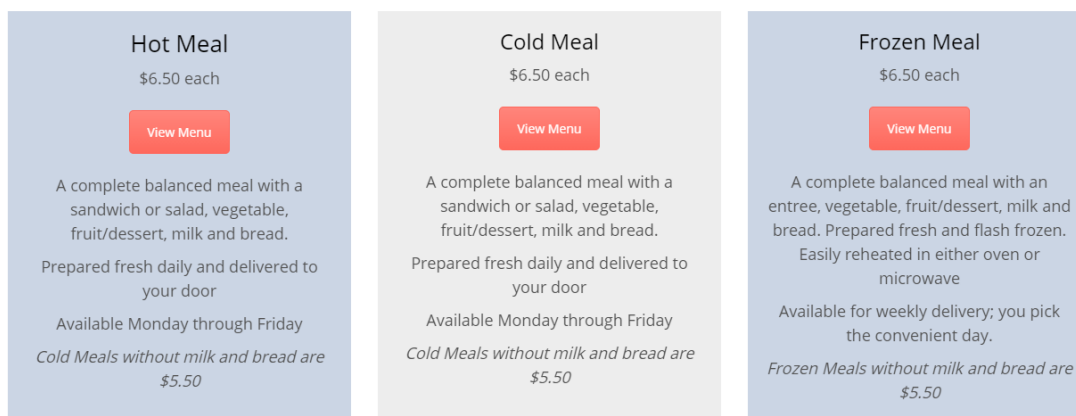 Hot Meal
$6.50 each
View Menu
A complete balanced meal with a
sandwich or salad, vegetable,
fruit/dessert, milk and bread.
Prepared fresh daily and delivered to
your door
Available Monday through Friday
Cold Meals without milk and bread are
$5.50
Cold Meal
$6.50 each
View Menu
A complete balanced meal with a
sandwich or salad, vegetable,
fruit/dessert, milk and bread.
Prepared fresh daily and delivered to
your door
Available Monday through Friday
Cold Meals without milk and bread are
$5.50
Frozen Meal
$6.50 each
View Menu
A complete balanced meal with an
entree, vegetable, fruit/dessert, milk and
bread. Prepared fresh and flash frozen.
Easily reheated in either oven or
microwave
Available for weekly delivery; you pick
the convenient day.
Frozen Meals without milk and bread are
$5.50